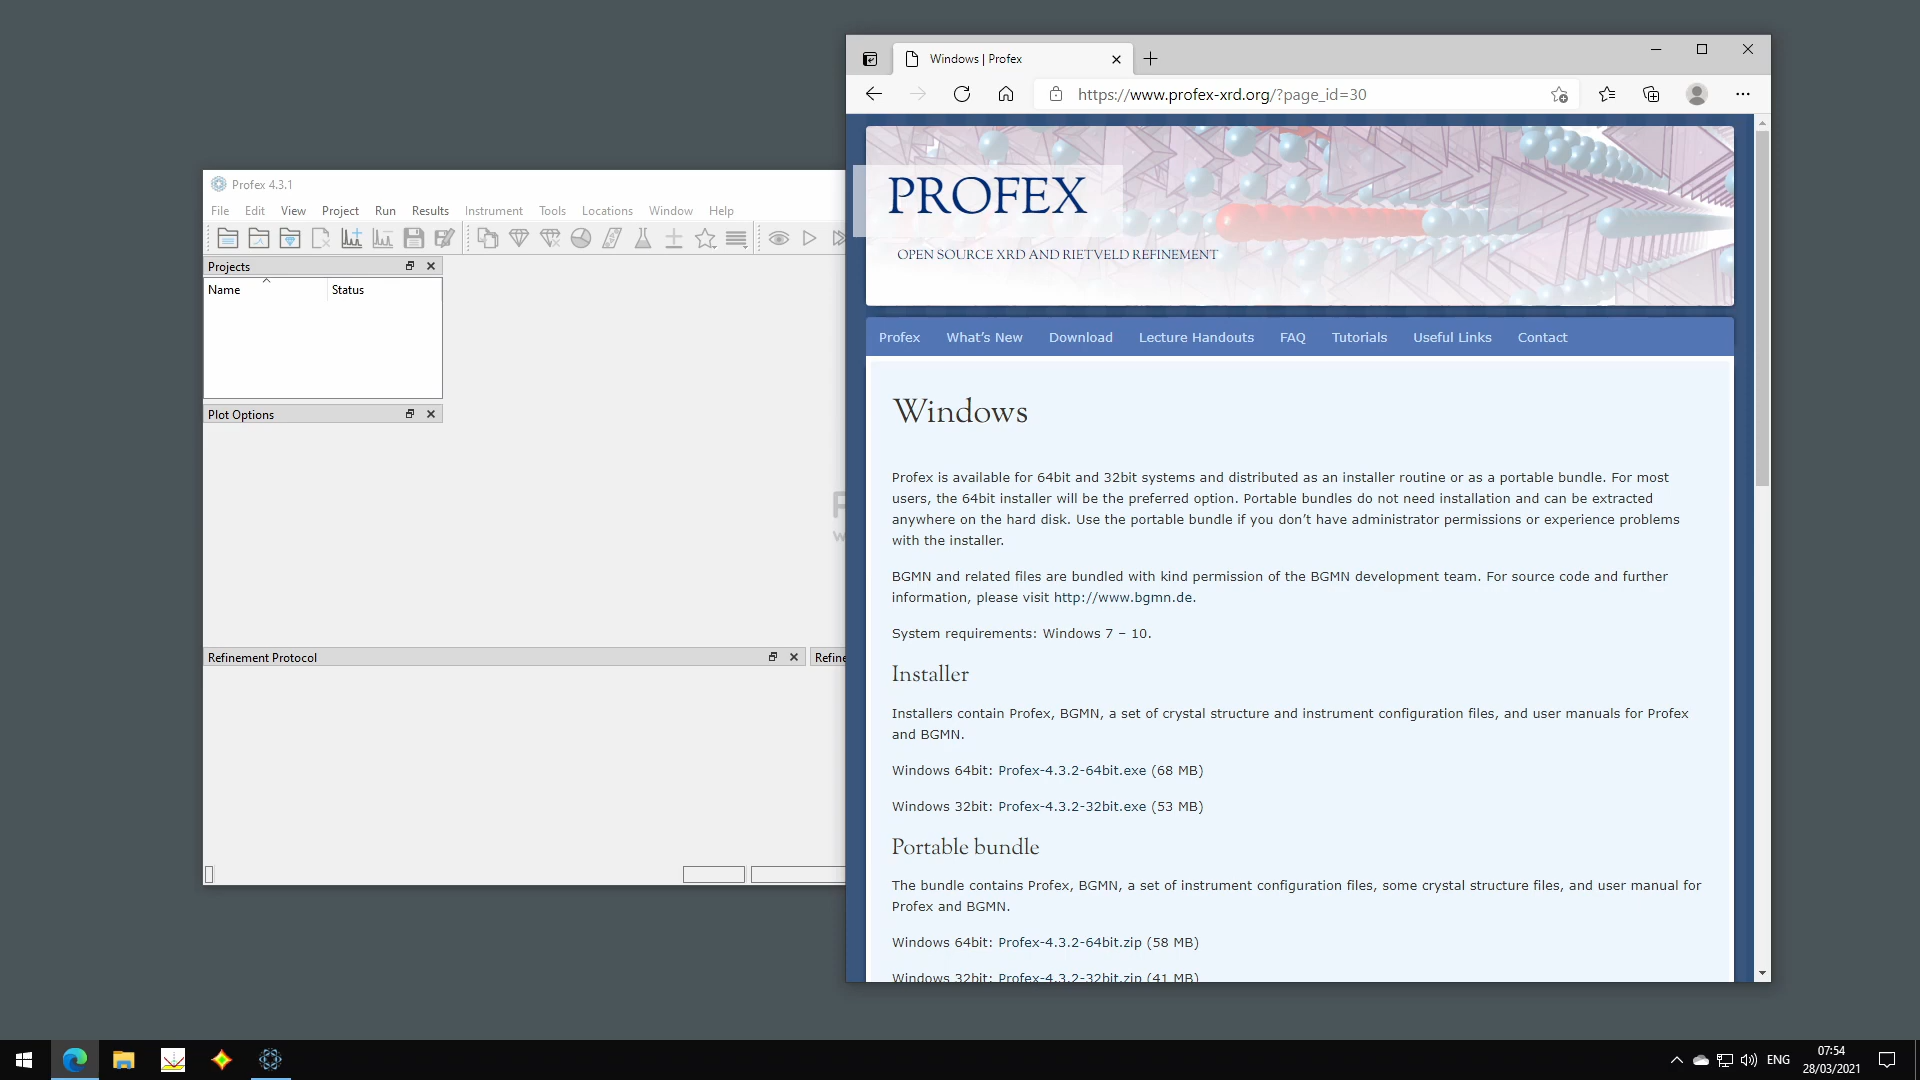 Profex 4.3.1
File Edit View Project Run Results Instrument Tools Locations Window Help
Projects
Name Status
Plot Options
Refinement Protocol
Refine
Windows | Profex
https://www.profex-xrd.org/?page_id=30
PROFEX
OPEN SOURCE XRD AND RIETVELD REFINEMENT
Profex What’s New Download Lecture Handouts FAQ Tutorials Useful Links Contact
Windows
Profex is available for 64bit and 32bit systems and distributed as an installer routine or as a portable bundle. For most
users, the 64bit installer will be the preferred option. Portable bundles do not need installation and can be extracted
anywhere on the hard disk. Use the portable bundle if you don’t have administrator permissions or experience problems
with the installer.
BGMN and related files are bundled with kind permission of the BGMN development team. For source code and further
information, please visit http://www.bgmn.de.
System requirements: Windows 7 – 10.
Installer
Installers contain Profex, BGMN, a set of crystal structure and instrument configuration files, and user manuals for Profex
and BGMN.
Windows 64bit: Profex-4.3.2-64bit.exe (68 MB)
Windows 32bit: Profex-4.3.2-32bit.exe (53 MB)
Portable bundle
The bundle contains Profex, BGMN, a set of instrument configuration files, some crystal structure files, and user manual for
Profex and BGMN.
Windows 64bit: Profex-4.3.2-64bit.zip (58 MB)
Windows 32bit: Profex-4.3.2-32bit.zip (41 MB)
ENG
07:54
28/03/2021